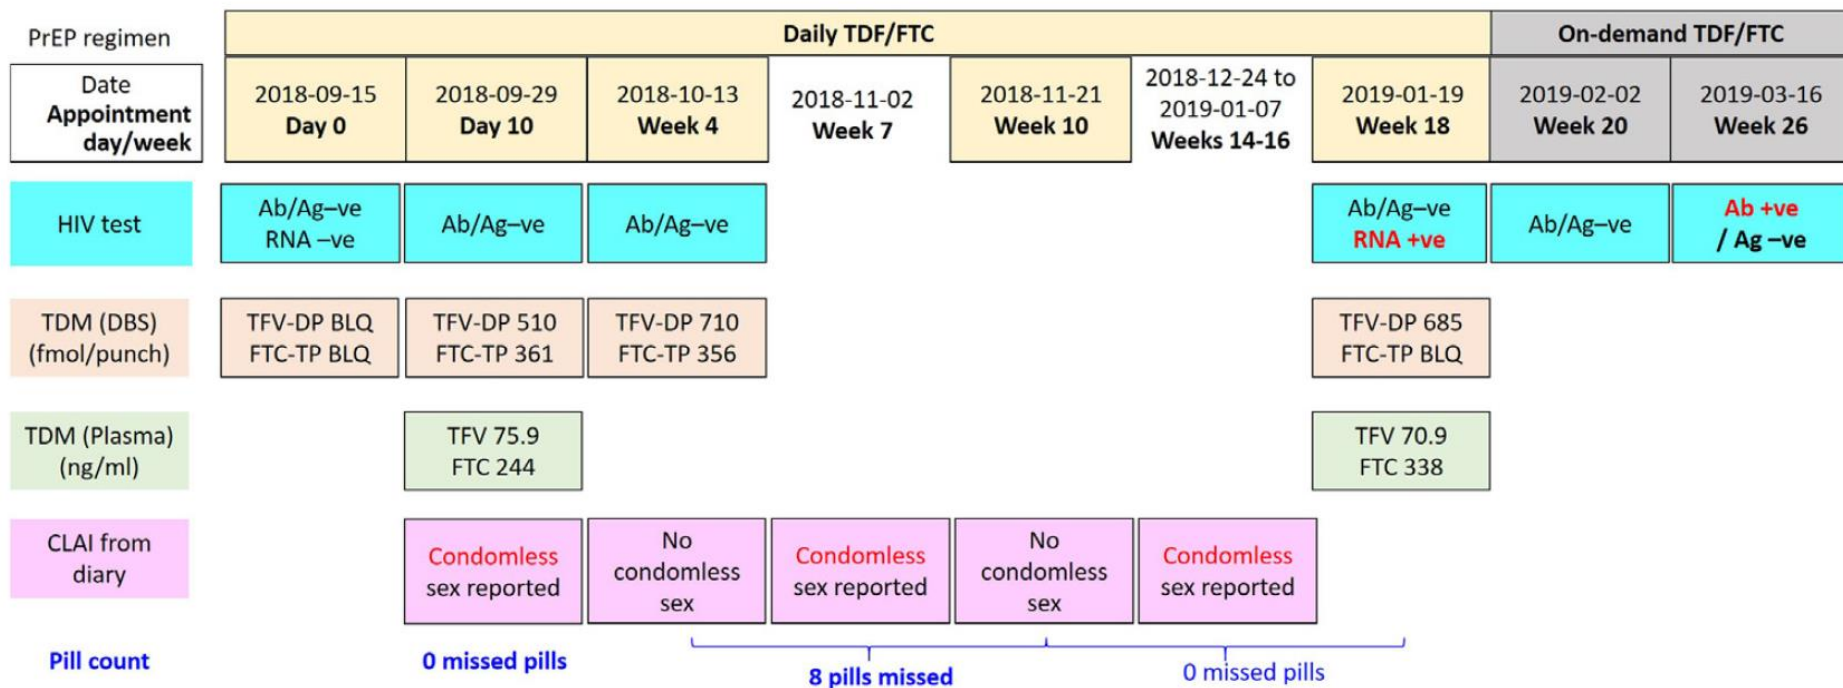 PrEP regimen
Daily TDF/FTC
On-demand TDF/FTC
Date
Appointment
day/week
2018-09-15
Day 0
2018-09-29
Day 10
2018-10-13
Week 4
2018-11-02
Week 7
2018-11-21
Week 10
2018-12-24 to
2019-01-07
Weeks 14-16
2019-01-19
Week 18
2019-02-02
Week 20
2019-03-16
Week 26
HIV test
Ab/Ag–ve
RNA –ve
Ab/Ag–ve
Ab/Ag–ve
Ab/Ag–ve
RNA +ve
Ab/Ag–ve
Ab +ve
/ Ag –ve
TDM (DBS)
(fmol/punch)
TFV-DP BLQ
FTC-TP BLQ
TFV-DP 510
FTC-TP 361
TFV-DP 710
FTC-TP 356
TFV-DP 685
FTC-TP BLQ
TDM (Plasma)
(ng/ml)
TFV 75.9
FTC 244
TFV 70.9
FTC 338
CLAI from
diary
Condomless
sex reported
No
condomless
sex
Condomless
sex reported
No
condomless
sex
Condomless
sex reported
Pill count
0 missed pills
8 pills missed
0 missed pills